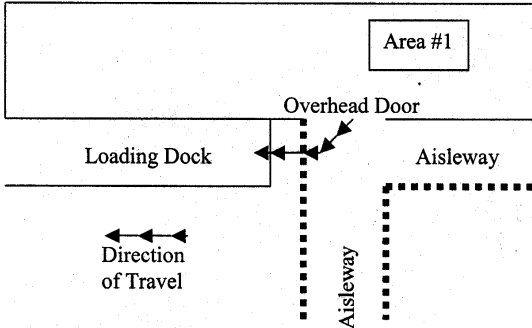 Area #1
Overhead Door
Loading Dock
Aisleway
Direction
of Travel
Aisleway